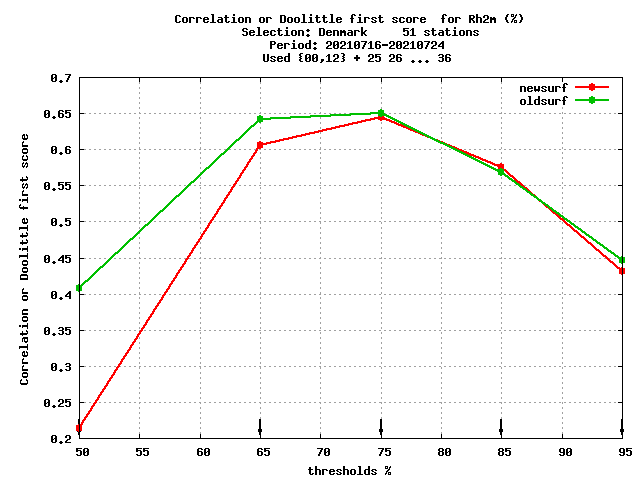 Correlation or Doolittle first score  for Rh2m (%)
Selection: Denmark     51 stations
Period: 20210716-20210724
Used {00,12} + 25 26 ... 36
Correlation or Doolittle first score
0.7
0.65
0.6
0.55
0.5
0.45
0.4
0.35
0.3
0.25
0.2
newsurf
oldsurf
50 55 60 65 70 75 80 85 90 95
thresholds %